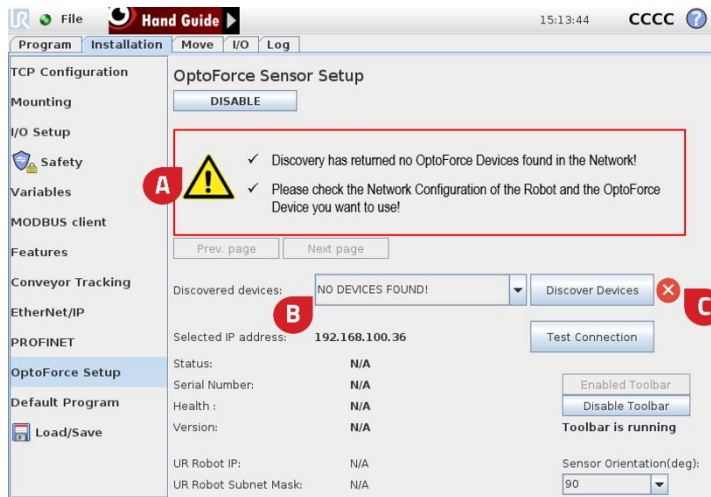 UR File Hand Guide 15:13:44 CCCC ?
Program Installation Move I/O Log
TCP Configuration
Mounting
I/O Setup
Safety
Variables
MODBUS client
Features
Conveyor Tracking
EtherNet/IP
PROFINET
OptoForce Setup
Default Program
Load/Save
OptoForce Sensor Setup
DISABLE
A
! ✓ Discovery has returned no OptoForce Devices found in the Network!
✓ Please check the Network Configuration of the Robot and the OptoForce
Device you want to use!
Prev. page Next page
Discovered devices: NO DEVICES FOUND! Discover Devices
B
C
Selected IP address: 192.168.100.36 Test Connection
Status: N/A
Serial Number: N/A Enabled Toolbar
Health : N/A Disable Toolbar
Version: N/A Toolbar is running
UR Robot IP: N/A Sensor Orientation(deg):
UR Robot Subnet Mask: N/A 90